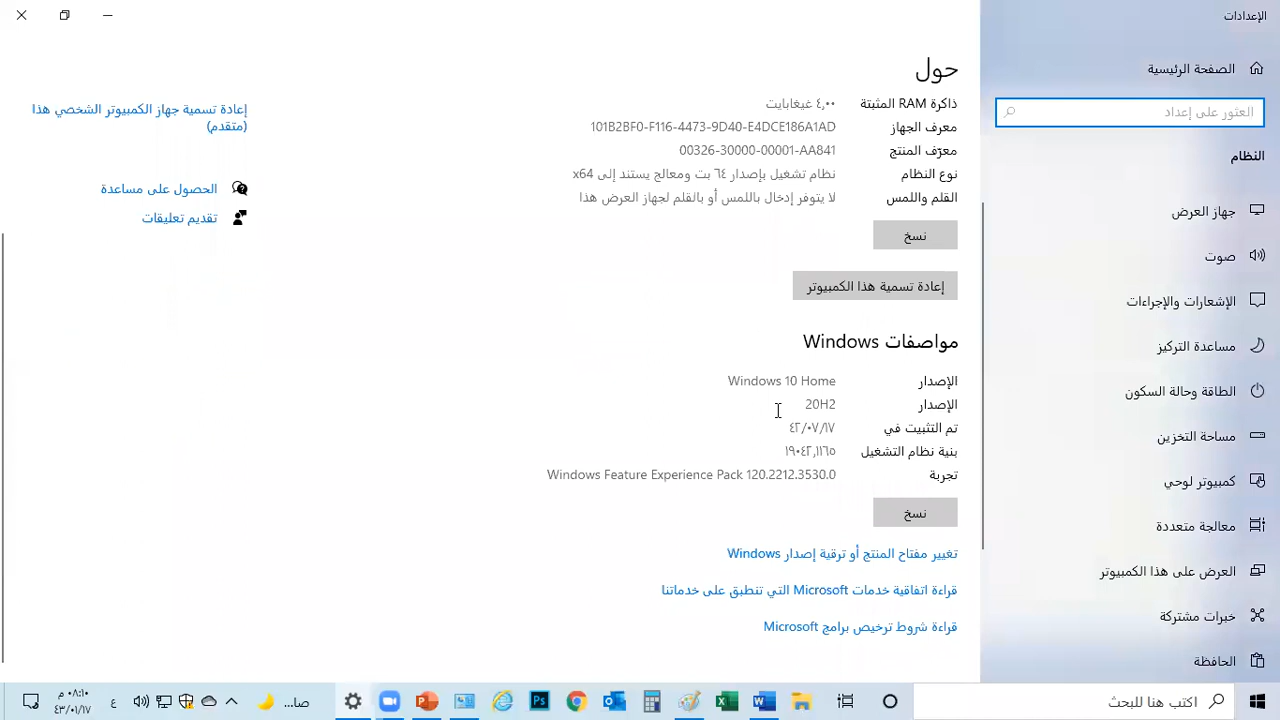 الإعدادات
الصفحة الرئيسية
العثور على إعداد
النظام
جهاز العرض
صوت
الإشعارات والإجراءات
مساعدة التركيز
الطاقة وحالة السكون
مساحة التخزين
كمبيوتر لوحي
معالجة متعددة
العرض على هذا الكمبيوتر
خبرات مشتركة
الحافظة
حول
ذاكرة RAM المثبتة ٤,٠٠ غيغابايت
معرف الجهاز 101B2BF0-F116-4473-9D40-E4DCE186A1AD
معرّف المنتج 00326-30000-00001-AA841
نوع النظام نظام تشغيل بإصدار ٦٤ بت ومعالج يستند إلى x64
القلم واللمس لا يتوفر إدخال باللمس أو بالقلم لجهاز العرض هذا
نسخ
إعادة تسمية هذا الكمبيوتر
مواصفات Windows
الإصدار Windows 10 Home
الإصدار 20H2
تم التثبيت في ٤٢/٠٧/١٧
بنية نظام التشغيل ١٩٠٤٢,١١٦٥
تجربة Windows Feature Experience Pack 120.2212.3530.0
نسخ
تغيير مفتاح المنتج أو ترقية إصدار Windows
قراءة اتفاقية خدمات Microsoft التي تنطبق على خدماتنا
قراءة شروط ترخيص برامج Microsoft
إعادة تسمية جهاز الكمبيوتر الشخصي هذا
(متقدم)
الحصول على مساعدة
تقديم تعليقات
اكتب هنا للبحث
صا...
ع
٠٨:١٠ م
٤٣/٠١/١٧